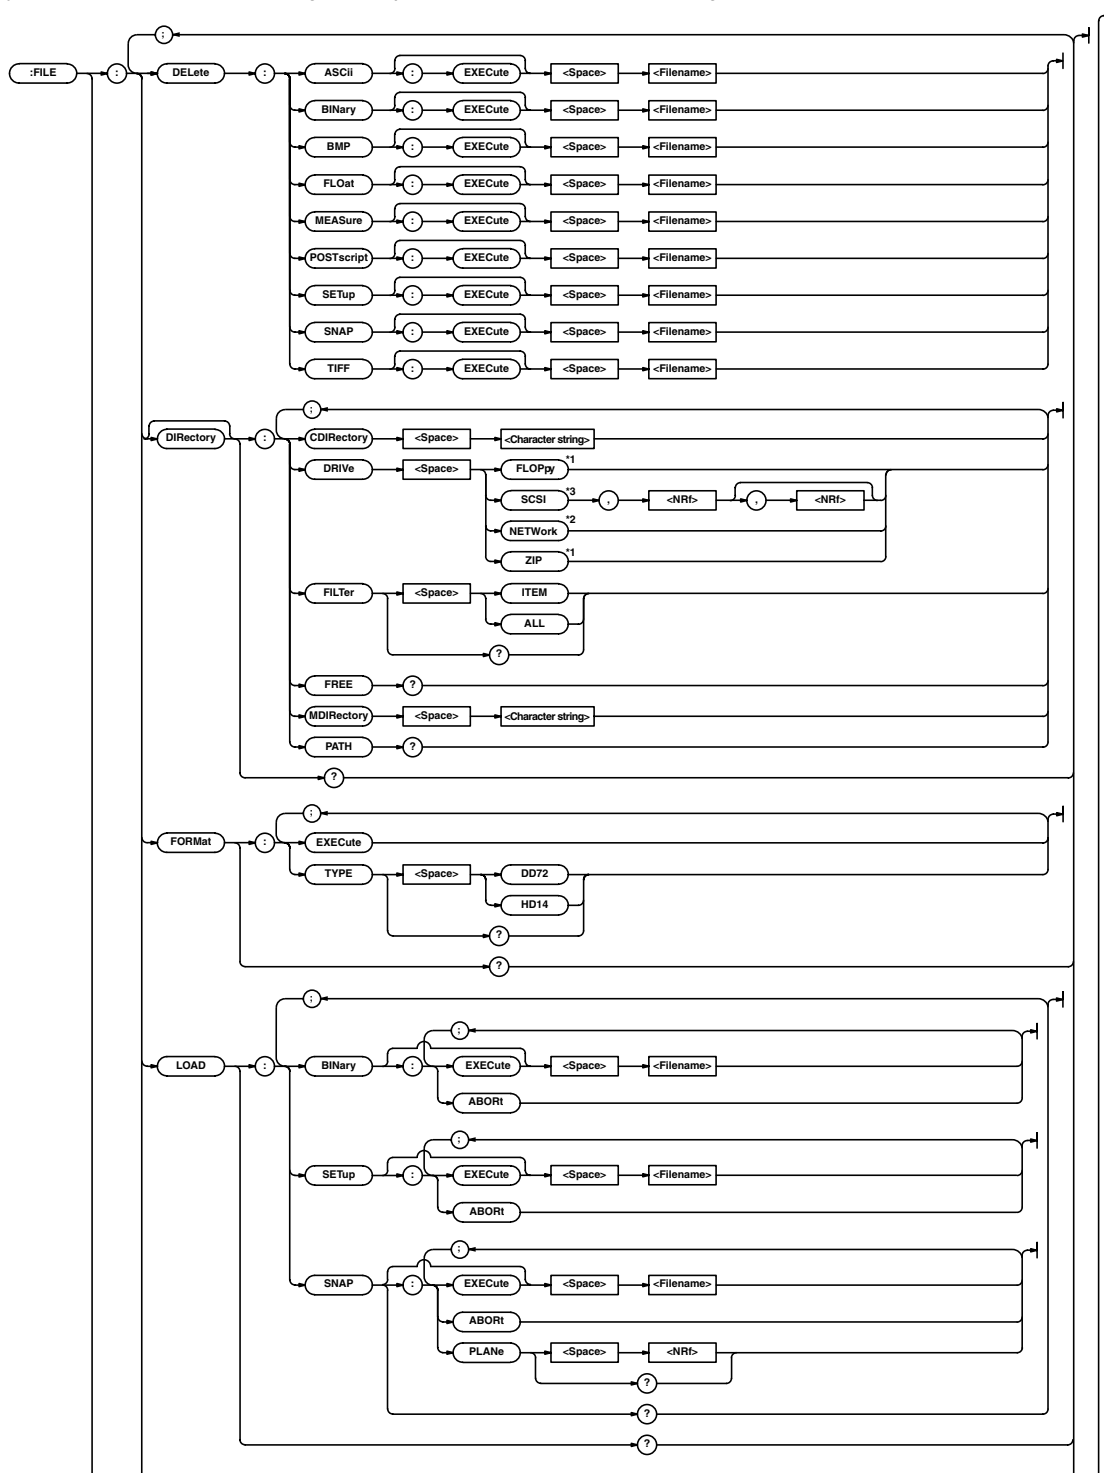 ;
:FILE : DELete : ASCii : EXECute <Space> <Filename>
BINary : EXECute <Space> <Filename>
BMP : EXECute <Space> <Filename>
FLOat : EXECute <Space> <Filename>
MEASure : EXECute <Space> <Filename>
POSTscript : EXECute <Space> <Filename>
SETup : EXECute <Space> <Filename>
SNAP : EXECute <Space> <Filename>
TIFF : EXECute <Space> <Filename>
;
DIRectory : CDIRectory <Space> <Character string>
DRIVe <Space> FLOPpy *1
SCSI *3 , <NRf> , <NRf>
NETWork *2
ZIP *1
FILTer <Space> ITEM
ALL
?
FREE ?
MDIRectory <Space> <Character string>
PATH ?
?
;
FORMat : EXECute
TYPE <Space> DD72
HD14
?
?
;
;
LOAD : BINary : EXECute <Space> <Filename>
ABORt
;
SETup : EXECute <Space> <Filename>
ABORt
;
SNAP : EXECute <Space> <Filename>
ABORt
PLANe <Space> <NRf>
?
?
?